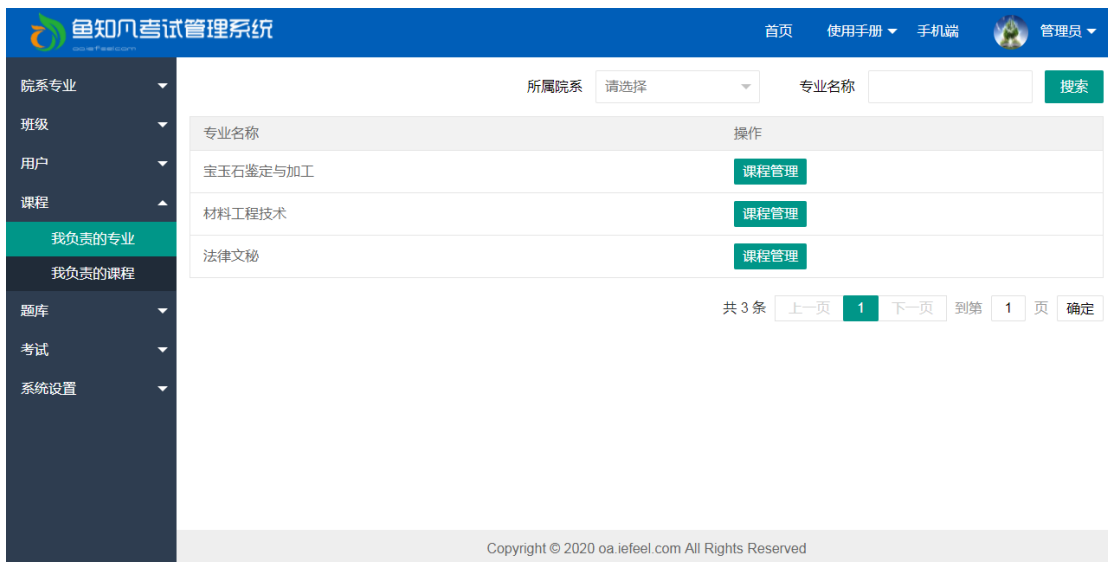 鱼知凡考试管理系统
oa.iefeel.com
首页 使用手册 手机端 管理员
院系专业
班级
用户
课程
我负责的专业
我负责的课程
题库
考试
系统设置
所属院系 请选择 专业名称 搜索
专业名称 操作
宝玉石鉴定与加工 课程管理
材料工程技术 课程管理
法律文秘 课程管理
共 3 条 上一页 1 下一页 到第 1 页 确定
Copyright © 2020 oa.iefeel.com All Rights Reserved